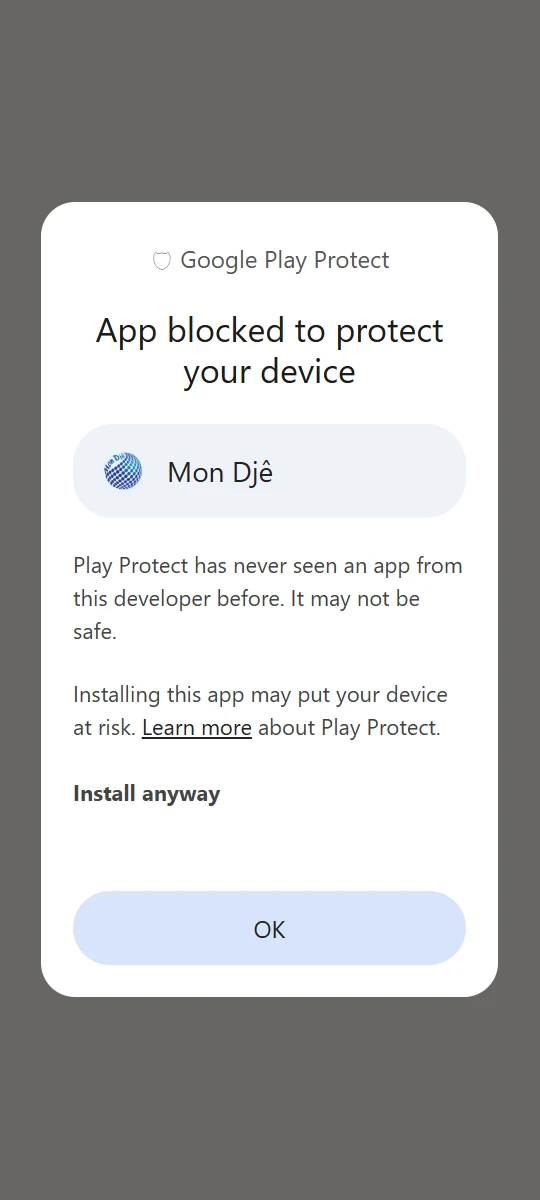 Google Play Protect
App blocked to protect
your device
Mon Djê
Play Protect has never seen an app from
this developer before. It may not be
safe.
Installing this app may put your device
at risk. Learn more about Play Protect.
Install anyway
OK